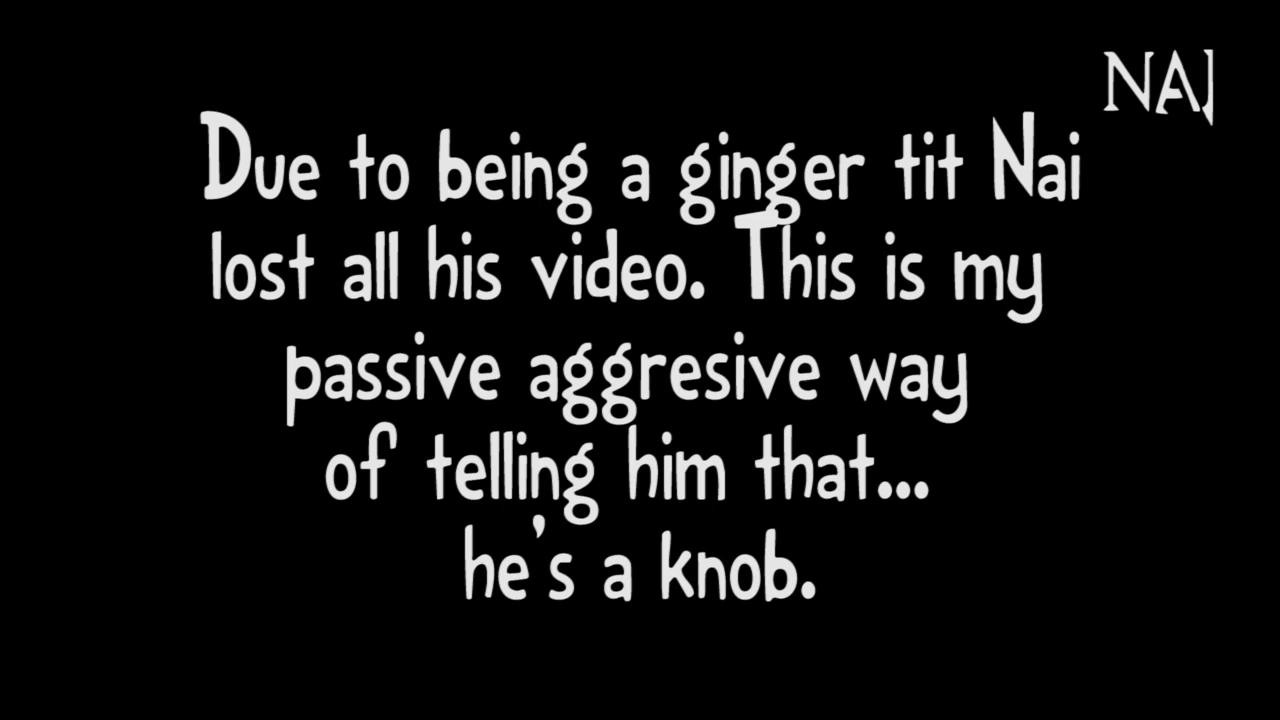 NAI
Due to being a ginger tit Nai
lost all his video. This is my
passive aggresive way
of telling him that...
he's a knob.